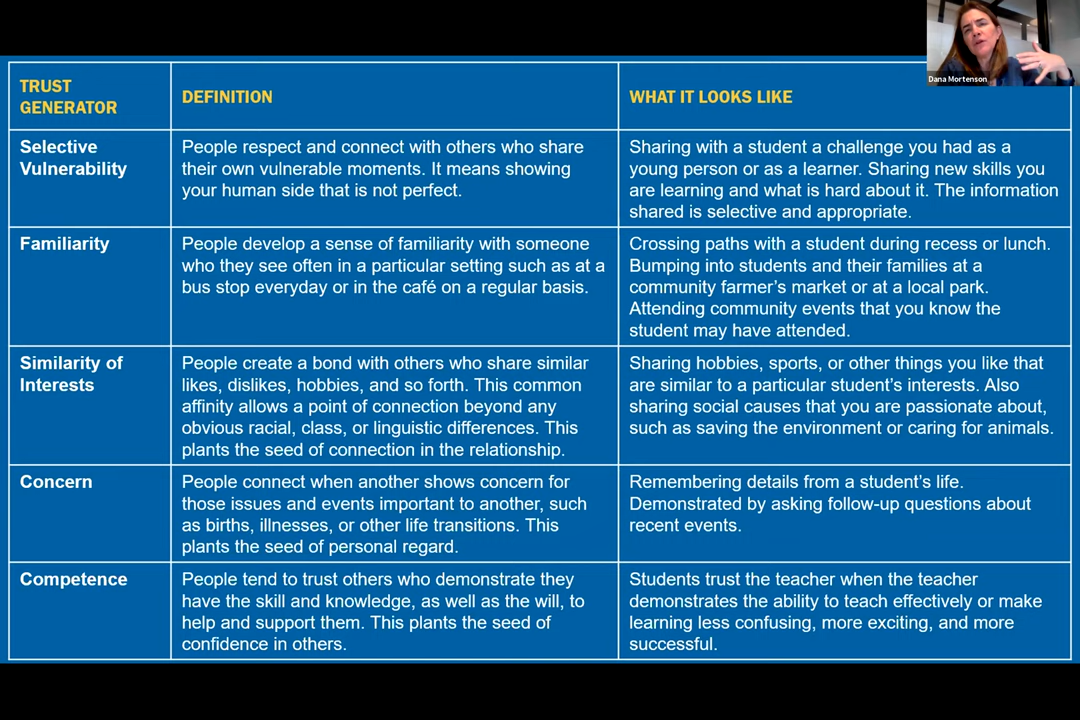 Dana Mortenson
TRUST
GENERATOR
DEFINITION
WHAT IT LOOKS LIKE
Selective
Vulnerability
People respect and connect with others who share
their own vulnerable moments. It means showing
your human side that is not perfect.
Sharing with a student a challenge you had as a
young person or as a learner. Sharing new skills you
are learning and what is hard about it. The information
shared is selective and appropriate.
Familiarity
People develop a sense of familiarity with someone
who they see often in a particular setting such as at a
bus stop everyday or in the café on a regular basis.
Crossing paths with a student during recess or lunch.
Bumping into students and their families at a
community farmer’s market or at a local park.
Attending community events that you know the
student may have attended.
Similarity of
Interests
People create a bond with others who share similar
likes, dislikes, hobbies, and so forth. This common
affinity allows a point of connection beyond any
obvious racial, class, or linguistic differences. This
plants the seed of connection in the relationship.
Sharing hobbies, sports, or other things you like that
are similar to a particular student’s interests. Also
sharing social causes that you are passionate about,
such as saving the environment or caring for animals.
Concern
People connect when another shows concern for
those issues and events important to another, such
as births, illnesses, or other life transitions. This
plants the seed of personal regard.
Remembering details from a student’s life.
Demonstrated by asking follow-up questions about
recent events.
Competence
People tend to trust others who demonstrate they
have the skill and knowledge, as well as the will, to
help and support them. This plants the seed of
confidence in others.
Students trust the teacher when the teacher
demonstrates the ability to teach effectively or make
learning less confusing, more exciting, and more
successful.